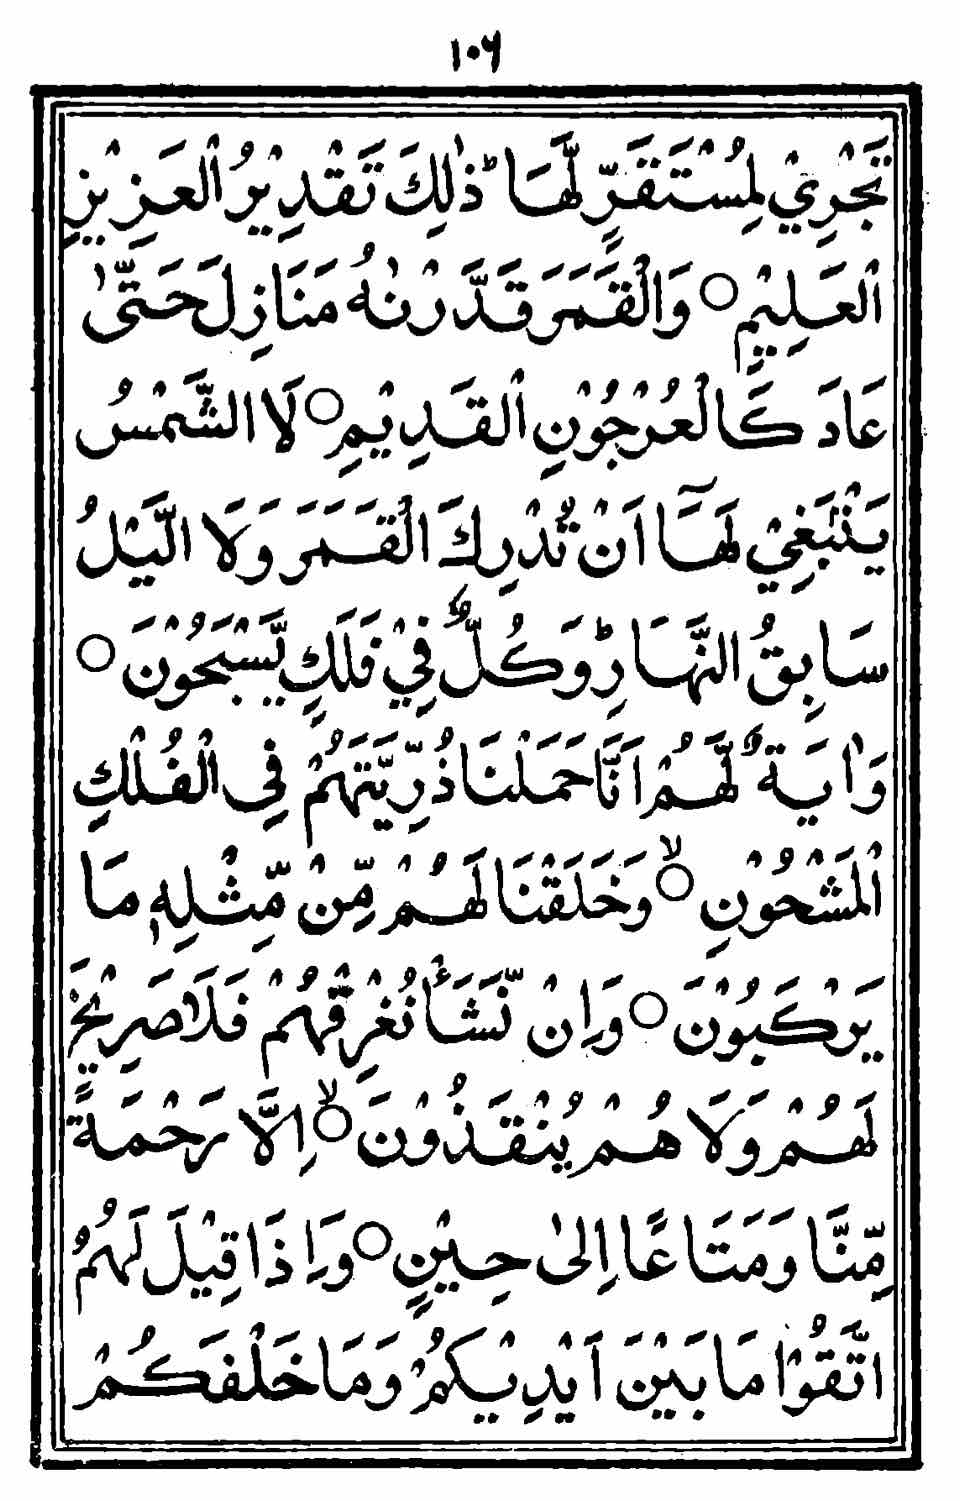 ١٠٦
تَجْرِيْ لِمُسْتَقَرٍّ لَّهَا ؕ ذٰلِكَ تَقْدِيْرُ الْعَزِيْزِ
الْعَلِيْمِ ○ وَالْقَمَرَ قَدَّرْنٰهُ مَنَازِلَ حَتّٰى
عَادَ كَالْعُرْجُوْنِ الْقَدِيْمِ ○ لَا الشَّمْسُ
يَنْۢبَغِيْ لَهَآ اَنْ تُدْرِكَ الْقَمَرَ وَلَا الَّيْلُ
سَابِقُ النَّهَارِ ؕ وَكُلٌّ فِيْ فَلَكٍ يَّسْبَحُوْنَ ○
وَاٰيَةٌ لَّهُمْ اَنَّا حَمَلْنَا ذُرِّيَّتَهُمْ فِي الْفُلْكِ
الْمَشْحُوْنِ ○ۙ وَخَلَقْنَا لَهُمْ مِّنْ مِّثْلِهٖ مَا
يَرْكَبُوْنَ ○ وَاِنْ نَّشَاْ نُغْرِقْهُمْ فَلَا صَرِيْخَ
لَهُمْ وَلَا هُمْ يُنْقَذُوْنَ ○ۙ اِلَّا رَحْمَةً
مِّنَّا وَمَتَاعًا اِلٰى حِيْنٍ ○ وَاِذَا قِيْلَ لَهُمُ
اتَّقُوْا مَا بَيْنَ اَيْدِيْكُمْ وَمَا خَلْفَكُمْ